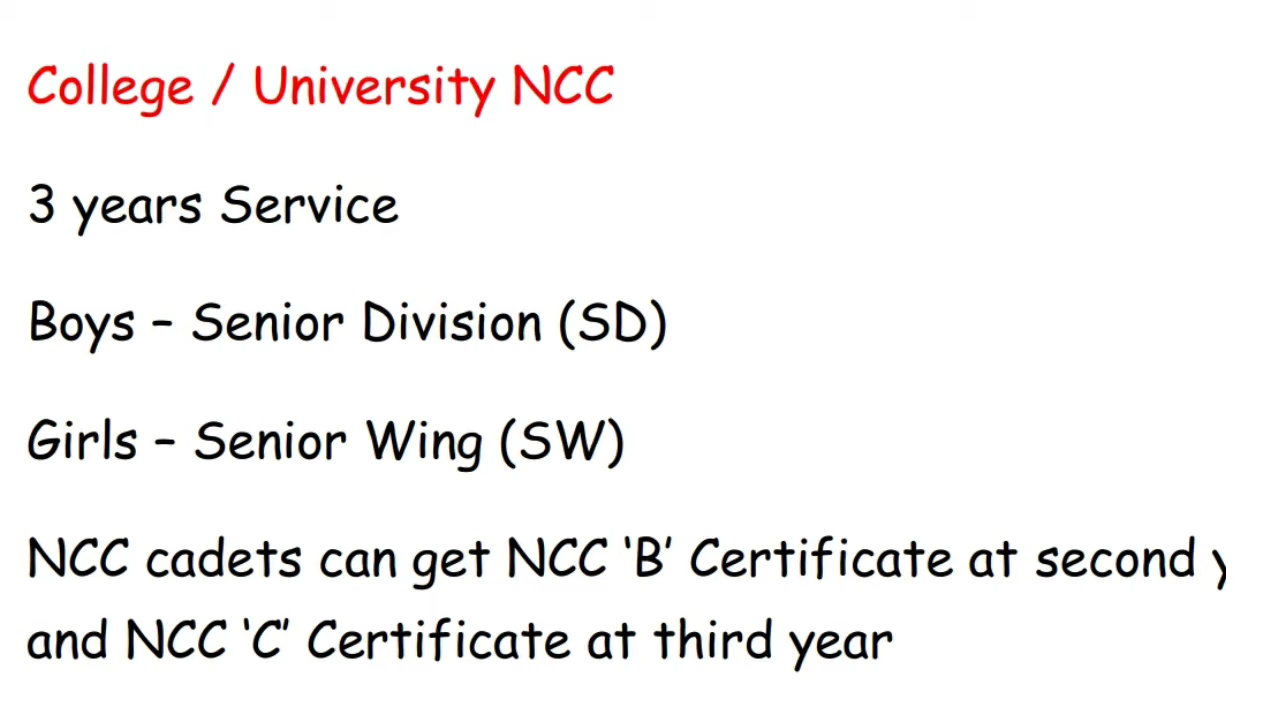 College / University NCC
3 years Service
Boys – Senior Division (SD)
Girls – Senior Wing (SW)
NCC cadets can get NCC ‘B’ Certificate at second
and NCC ‘C’ Certificate at third year